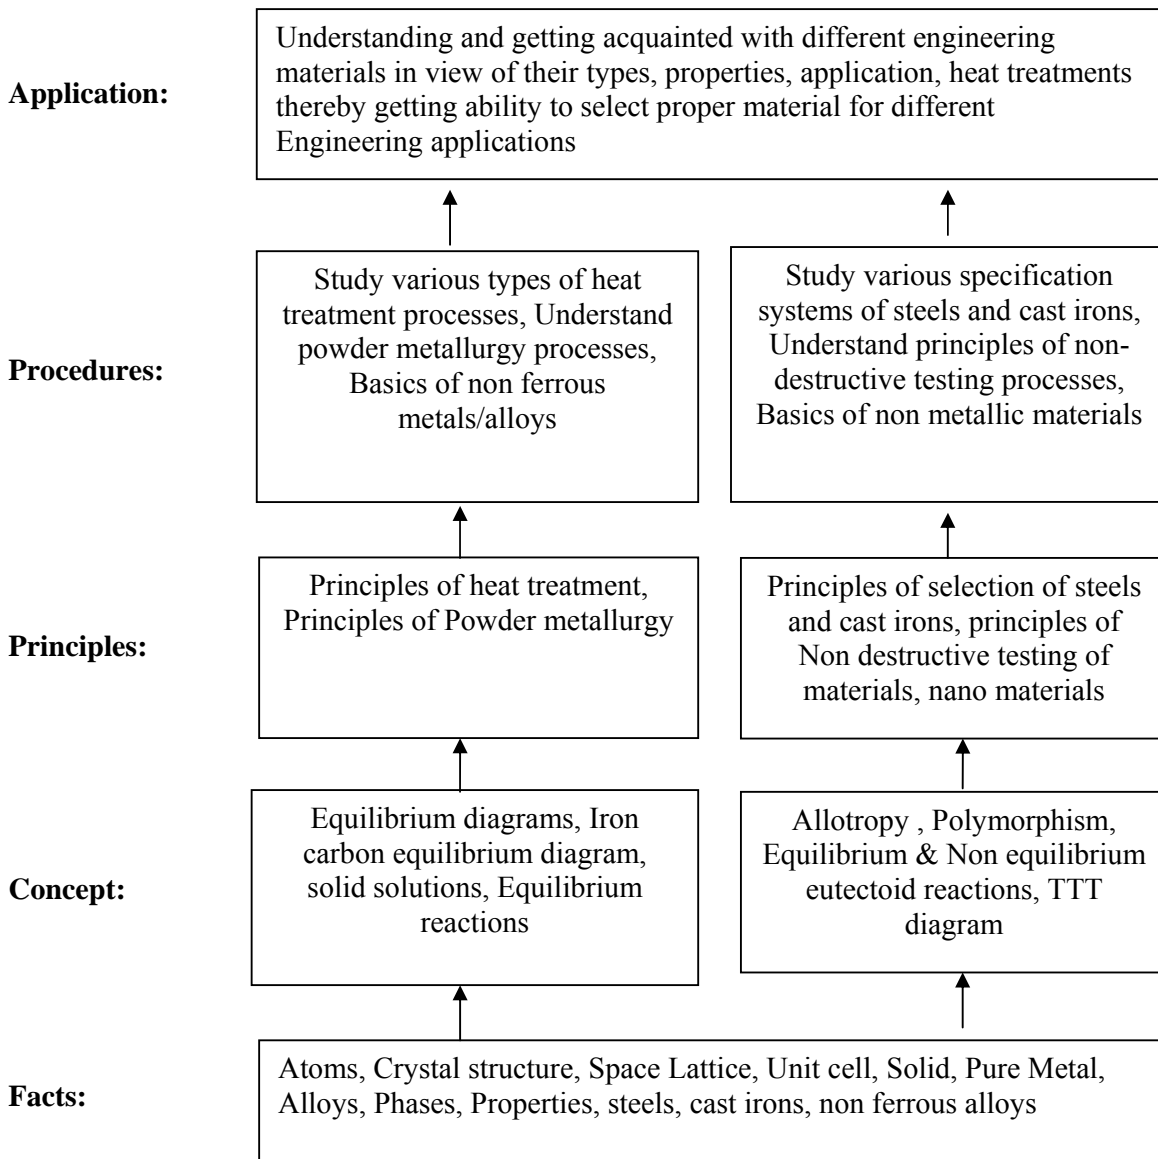 Application:
Understanding and getting acquainted with different engineering
materials in view of their types, properties, application, heat treatments
thereby getting ability to select proper material for different
Engineering applications
Procedures:
Study various types of heat
treatment processes, Understand
powder metallurgy processes,
Basics of non ferrous
metals/alloys
Study various specification
systems of steels and cast irons,
Understand principles of non-
destructive testing processes,
Basics of non metallic materials
Principles:
Principles of heat treatment,
Principles of Powder metallurgy
Principles of selection of steels
and cast irons, principles of
Non destructive testing of
materials, nano materials
Concept:
Equilibrium diagrams, Iron
carbon equilibrium diagram,
solid solutions, Equilibrium
reactions
Allotropy , Polymorphism,
Equilibrium & Non equilibrium
eutectoid reactions, TTT
diagram
Facts:
Atoms, Crystal structure, Space Lattice, Unit cell, Solid, Pure Metal,
Alloys, Phases, Properties, steels, cast irons, non ferrous alloys